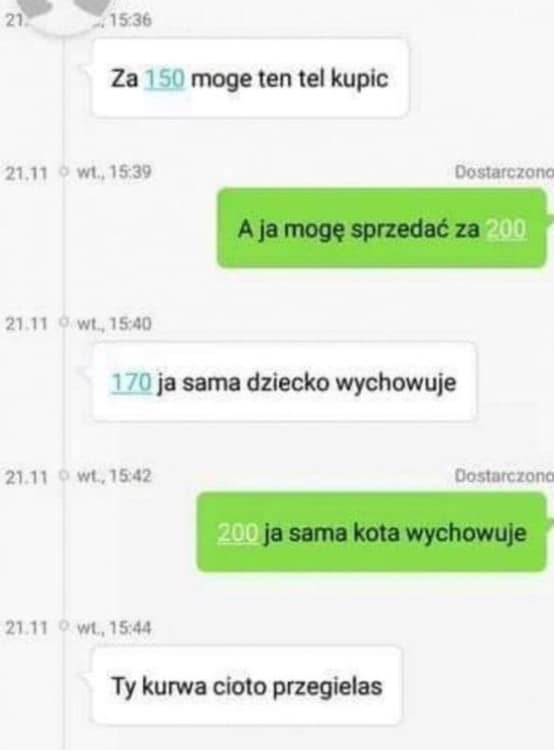 21. 15:36
Za 150 moge ten tel kupic
21.11 wt., 15:39 Dostarczono
A ja mogę sprzedać za 200
21.11 wt., 15:40
170 ja sama dziecko wychowuje
21.11 wt., 15:42 Dostarczono
200 ja sama kota wychowuje
21.11 wt., 15:44
Ty kurwa cioto przegielas